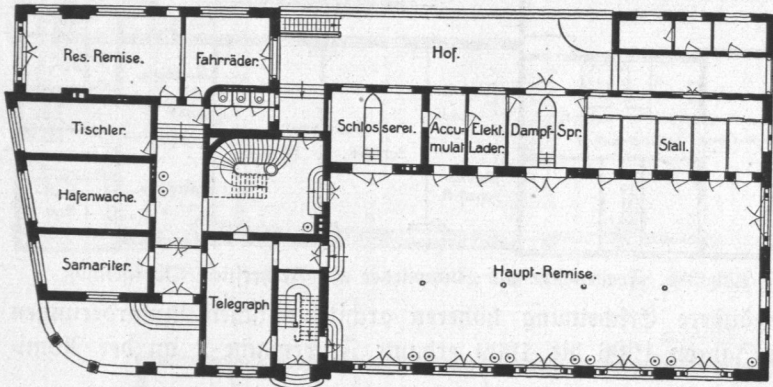 Res. Remise.
Fahrräder.
Hof.
Tischler.
Schlosserei.
Accu-
mulat.
Elekt.
Lader.
Dampf-Spr.
Stall.
Hafenwache.
Samariter.
Telegraph
Haupt-Remise.